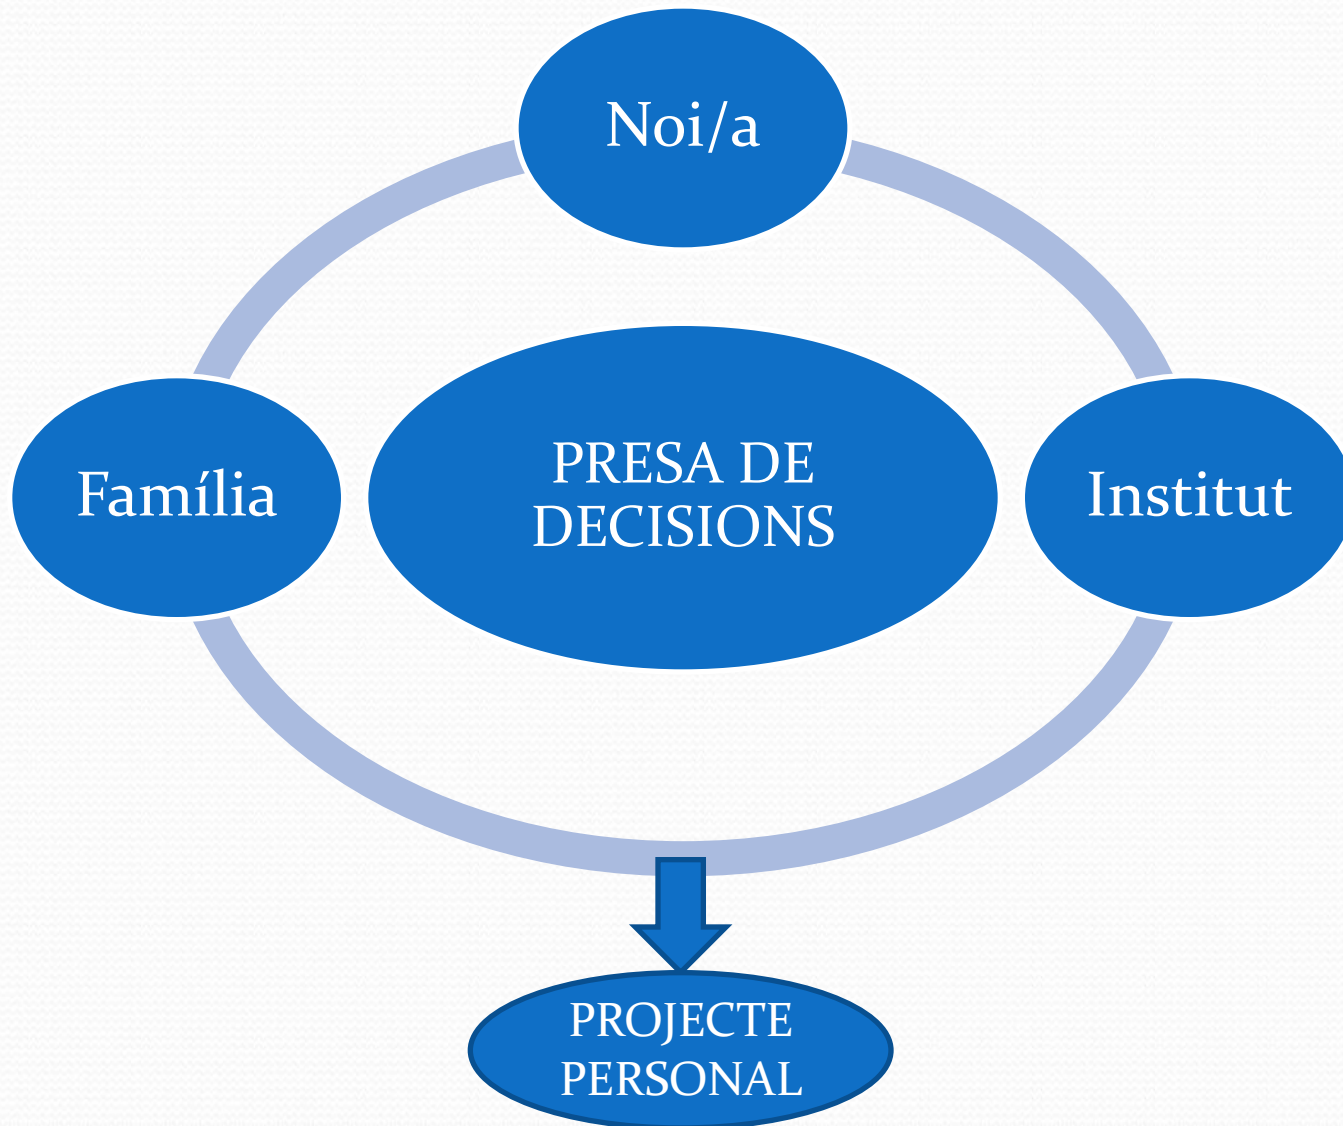 Noi/a
Família
PRESA DE
DECISIONS
Institut
PROJECTE
PERSONAL